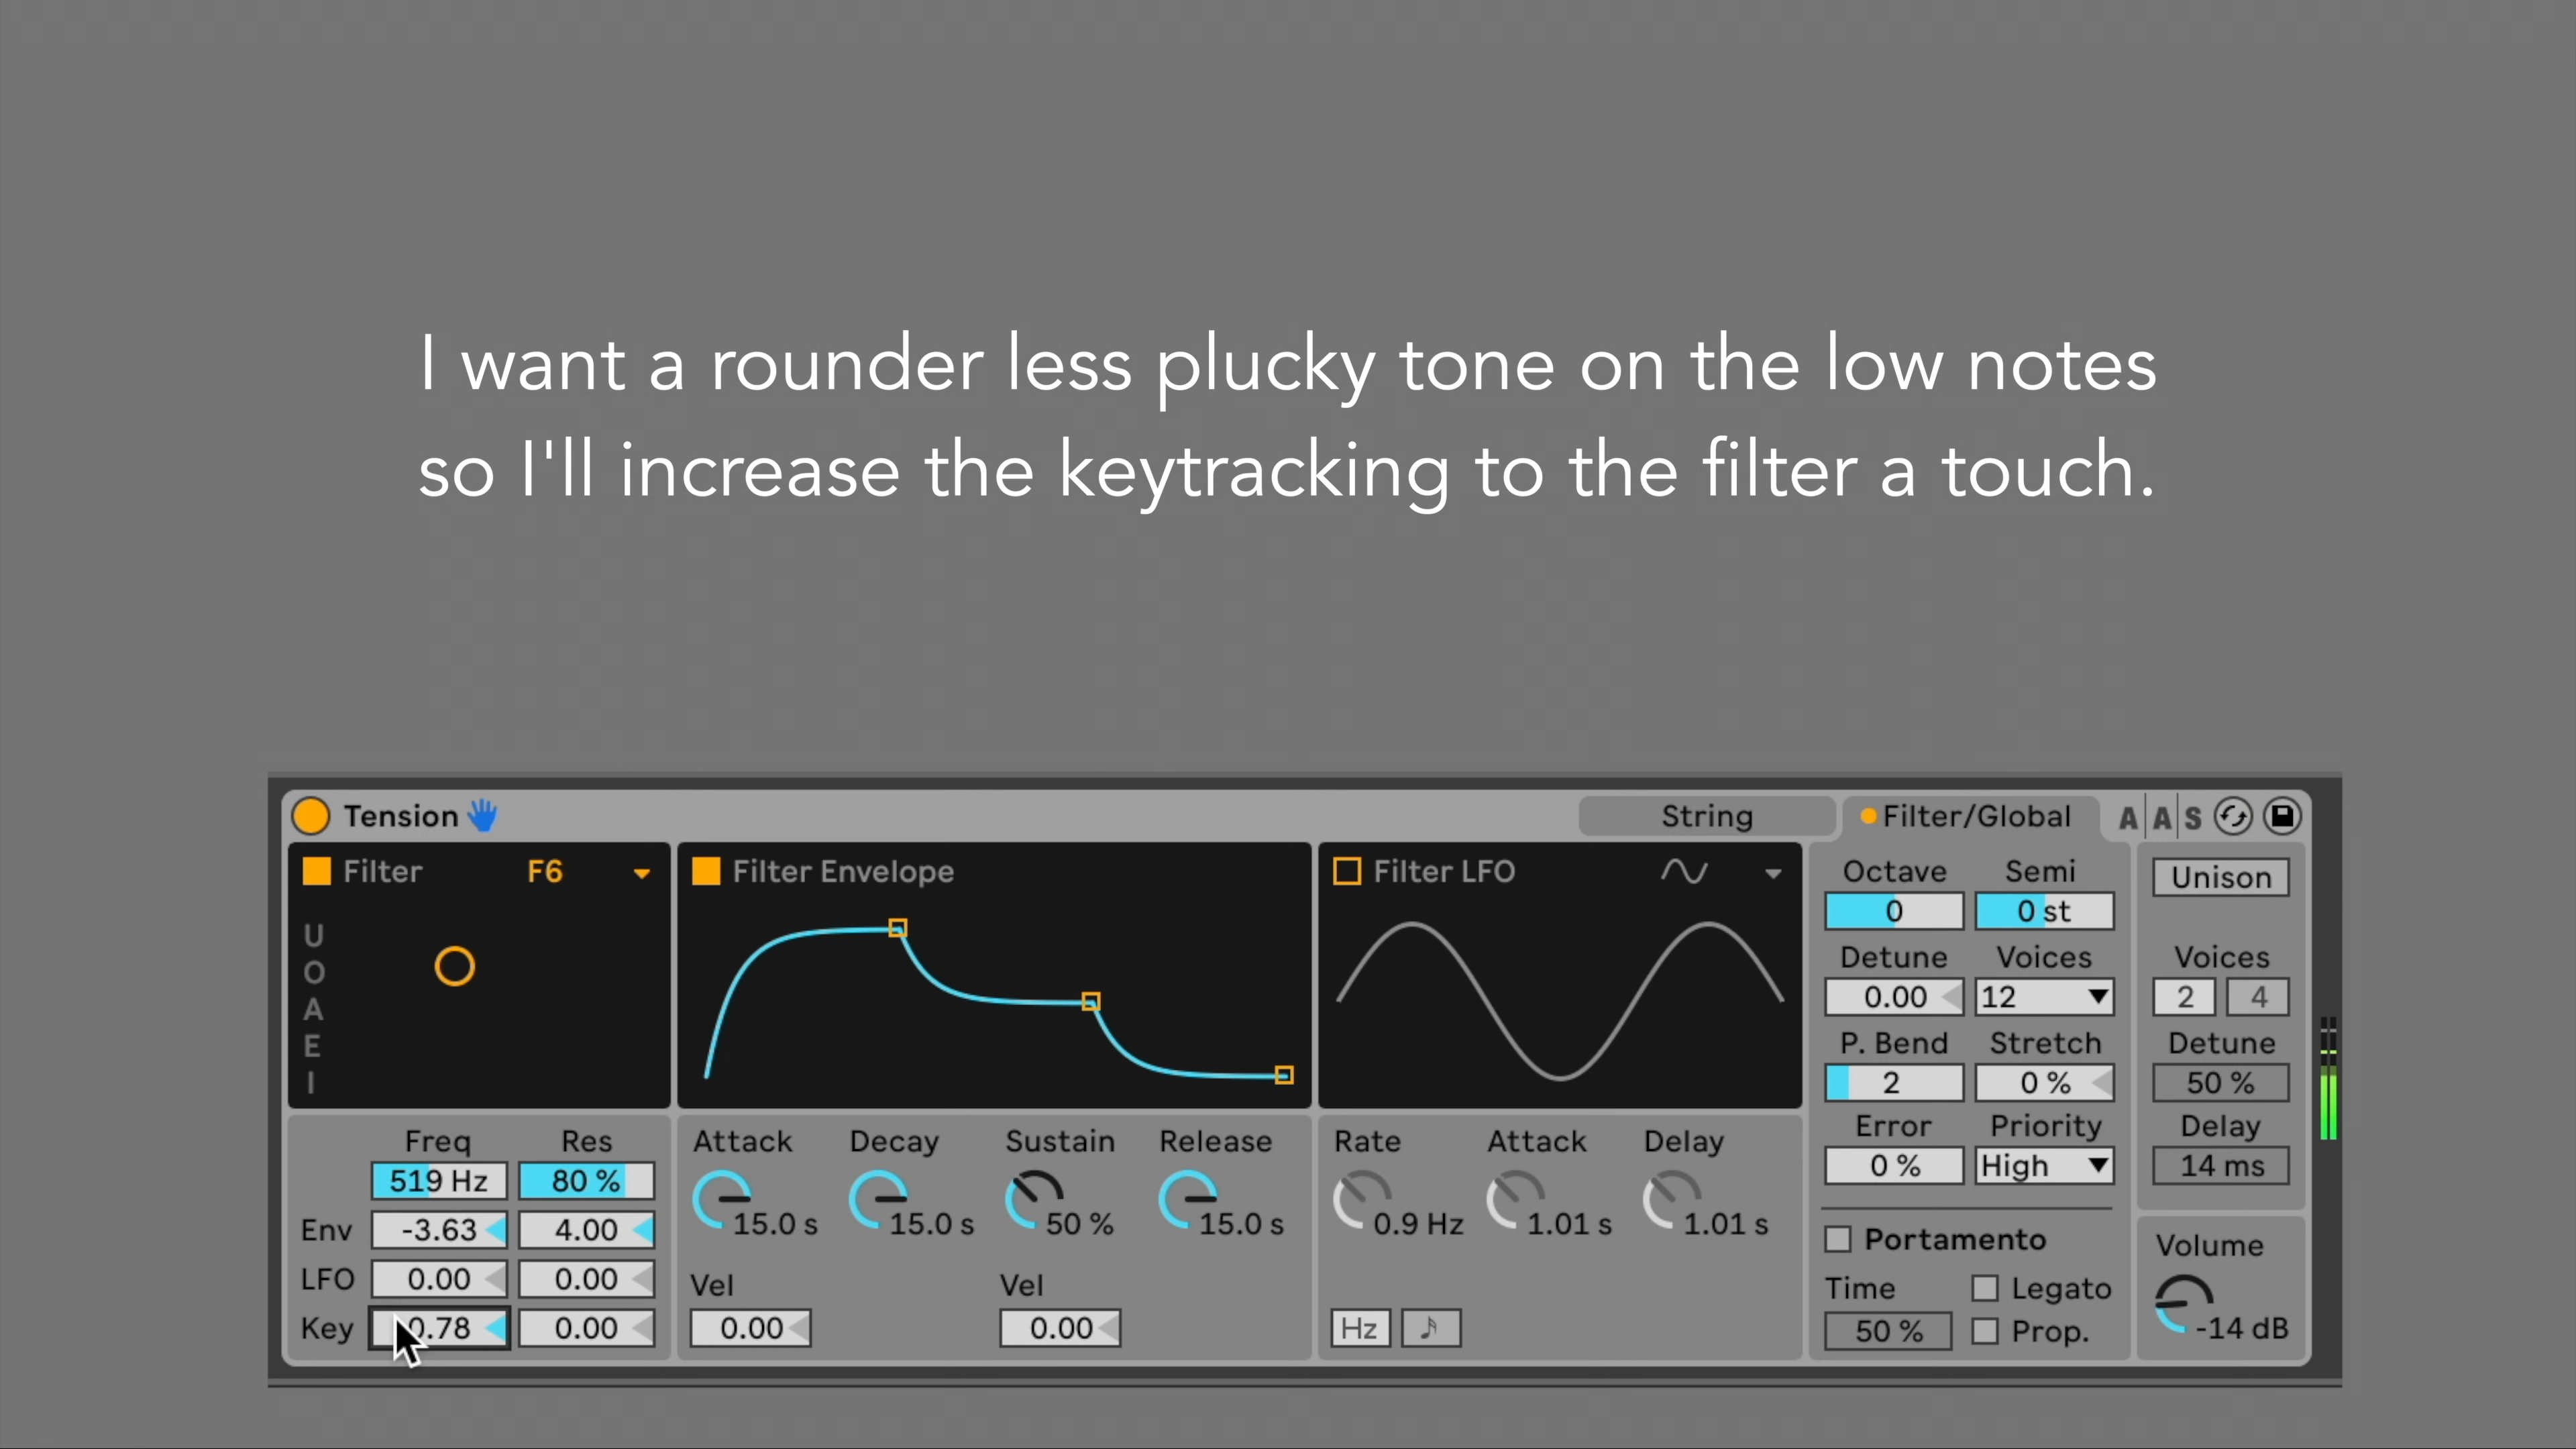 I want a rounder less plucky tone on the low notes
so I'll increase the keytracking to the filter a touch.
Tension
String
Filter/Global
A|A|S
Filter F6
U
O
A
E
I
Freq Res
519 Hz 80 %
Env -3.63 4.00
LFO 0.00 0.00
Key 0.78 0.00
Filter Envelope
Attack Decay Sustain Release
15.0 s 15.0 s 50 % 15.0 s
Vel Vel
0.00 0.00
Filter LFO
Rate Attack Delay
0.9 Hz 1.01 s 1.01 s
Hz
Octave Semi
0 0 st
Detune Voices
0.00 12
P. Bend Stretch
2 0 %
Error Priority
0 % High
Portamento
Time Legato
50 % Prop.
Unison
Voices
2 4
Detune
50 %
Delay
14 ms
Volume
-14 dB